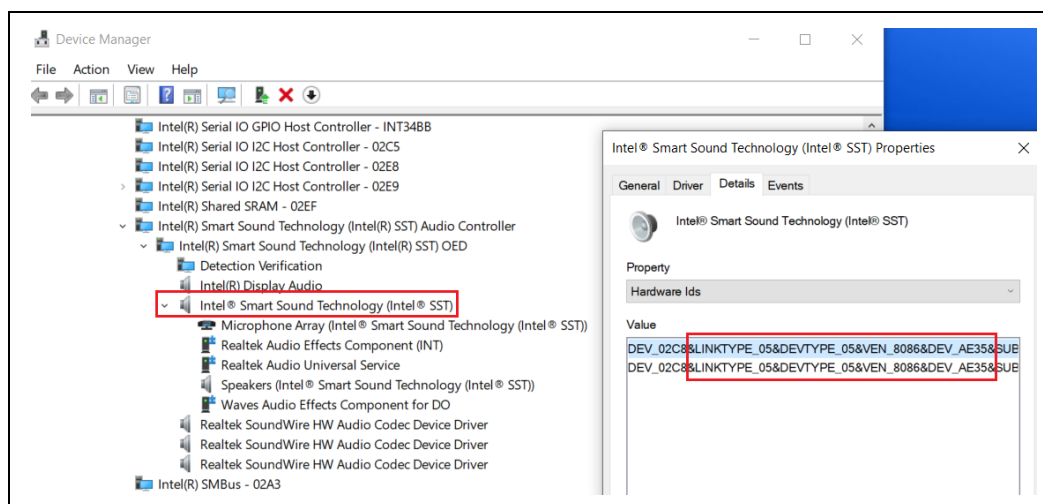 Device Manager
File Action View Help
Intel(R) Serial IO GPIO Host Controller - INT34BB
Intel(R) Serial IO I2C Host Controller - 02C5
Intel(R) Serial IO I2C Host Controller - 02E8
Intel(R) Serial IO I2C Host Controller - 02E9
Intel(R) Shared SRAM - 02EF
Intel(R) Smart Sound Technology (Intel(R) SST) Audio Controller
Intel(R) Smart Sound Technology (Intel(R) SST) OED
Detection Verification
Intel(R) Display Audio
Intel® Smart Sound Technology (Intel® SST)
Microphone Array (Intel® Smart Sound Technology (Intel® SST))
Realtek Audio Effects Component (INT)
Realtek Audio Universal Service
Speakers (Intel® Smart Sound Technology (Intel® SST))
Waves Audio Effects Component for DO
Realtek SoundWire HW Audio Codec Device Driver
Realtek SoundWire HW Audio Codec Device Driver
Realtek SoundWire HW Audio Codec Device Driver
Intel(R) SMBus - 02A3
Intel® Smart Sound Technology (Intel® SST) Properties
General Driver Details Events
Intel® Smart Sound Technology (Intel® SST)
Property
Hardware Ids
Value
DEV_02C8&LINKTYPE_05&DEVTYPE_05&VEN_8086&DEV_AE35&SUB
DEV_02C8&LINKTYPE_05&DEVTYPE_05&VEN_8086&DEV_AE35&SUB